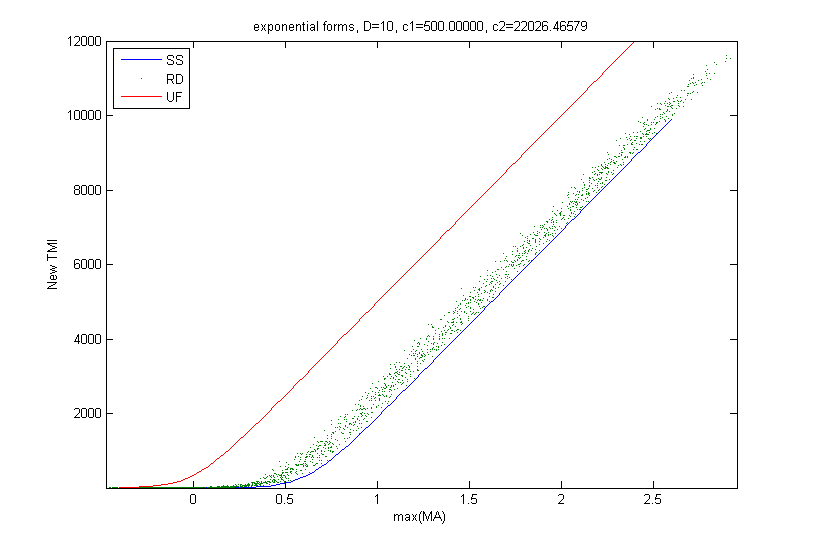 exponential forms, D=10, c1=500.00000, c2=22026.46579
12000
10000
8000
6000
4000
2000
New TMI
SS
RD
UF
0
0.5
1
1.5
2
2.5
max(MA)